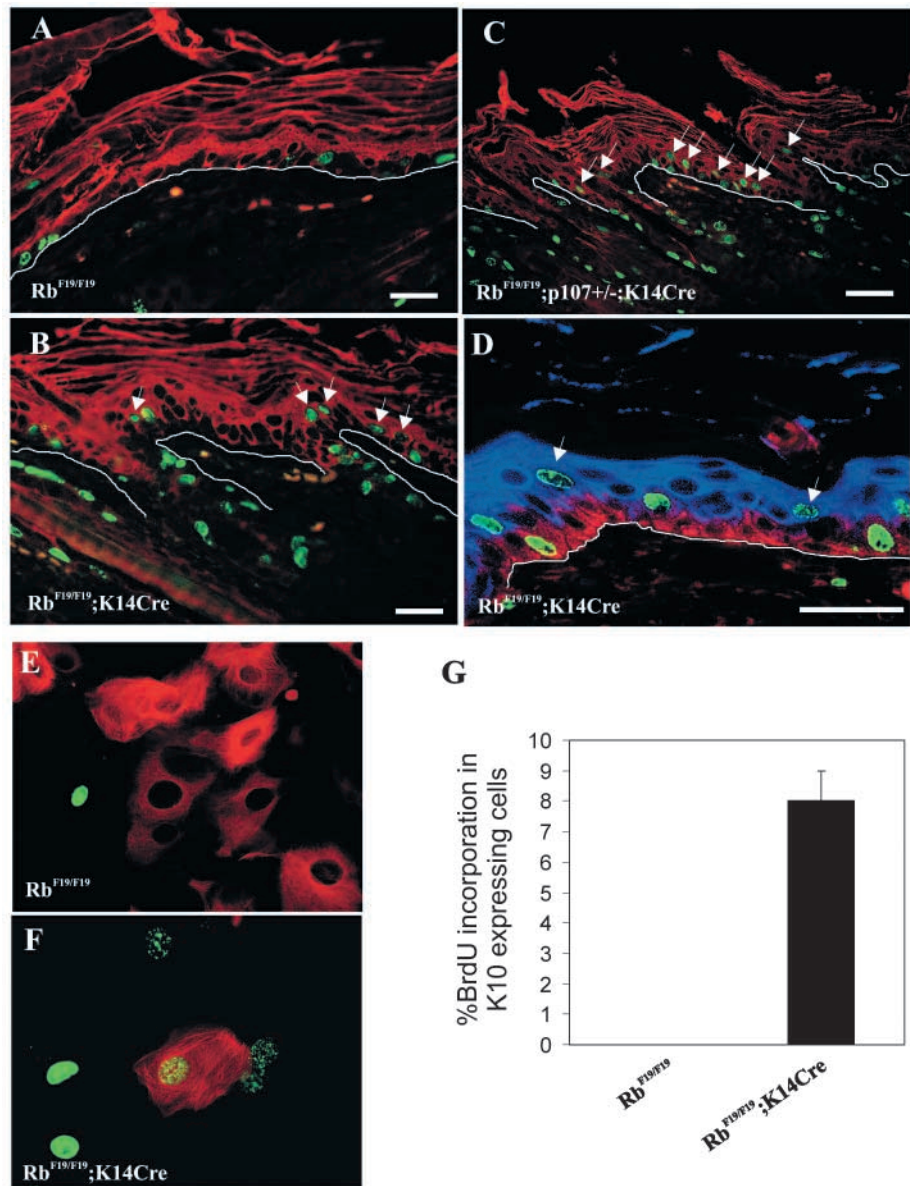 A
Rb^F19/F19
C
Rb^F19/F19;p107+/-;K14Cre
B
Rb^F19/F19;K14Cre
D
Rb^F19/F19;K14Cre
E
Rb^F19/F19
F
Rb^F19/F19;K14Cre
G
%BrdU incorporation in
K10 expressing cells
10
9
8
7
6
5
4
3
2
1
0
Rb^F19/F19
Rb^F19/F19;K14Cre